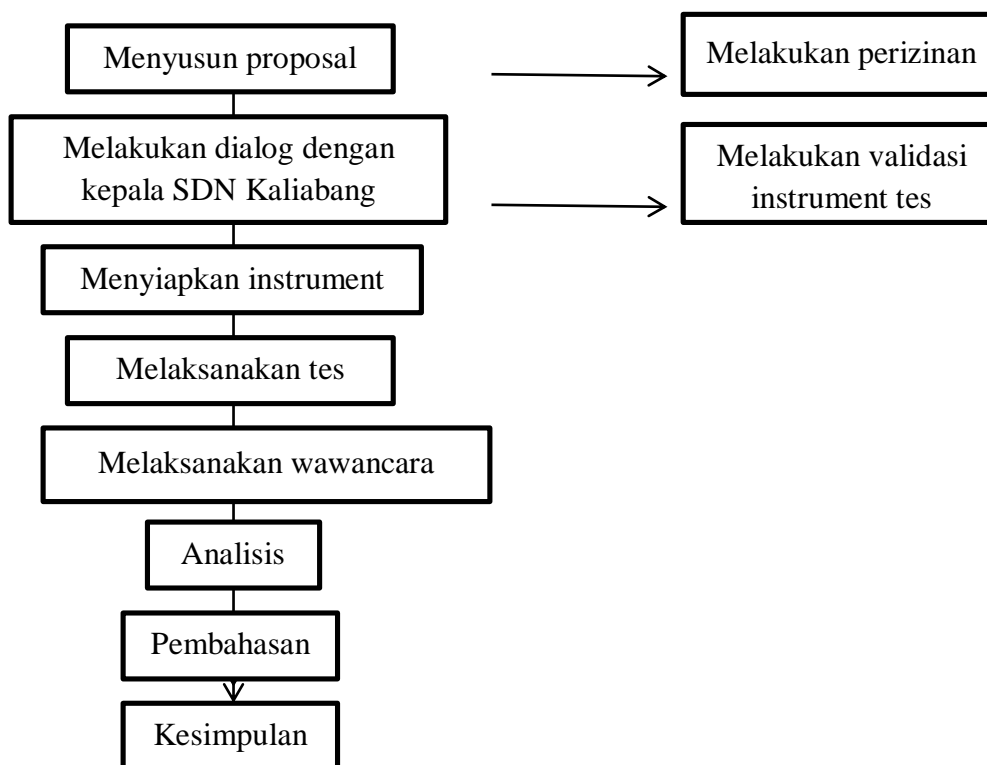 Menyusun proposal
Melakukan perizinan
Melakukan dialog dengan
kepala SDN Kaliabang
Melakukan validasi
instrument tes
Menyiapkan instrument
Melaksanakan tes
Melaksanakan wawancara
Analisis
Pembahasan
Kesimpulan